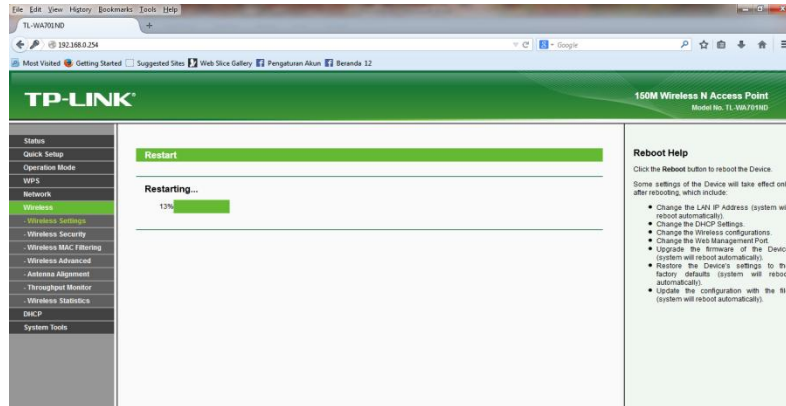 File Edit View History Bookmarks Tools Help
TL-WA701ND
192.168.0.254
Google
Most Visited Getting Started Suggested Sites Web Slice Gallery Pengaturan Akun Beranda 12
TP-LINK®
150M Wireless N Access Point
Model No. TL-WA701ND
Status
Quick Setup
Operation Mode
WPS
Network
Wireless
- Wireless Settings
- Wireless Security
- Wireless MAC Filtering
- Wireless Advanced
- Antenna Alignment
- Throughput Monitor
- Wireless Statistics
DHCP
System Tools
Restart
Restarting...
13%
Reboot Help
Click the Reboot button to reboot the Device.
Some settings of the Device will take effect onl
after rebooting, which include:
Change the LAN IP Address (system wil
reboot automatically).
Change the DHCP Settings.
Change the Wireless configurations.
Change the Web Management Port.
Upgrade the firmware of the Devic
(system will reboot automatically).
Restore the Device's settings to th
factory defaults (system will reboo
automatically).
Update the configuration with the fil
(system will reboot automatically).